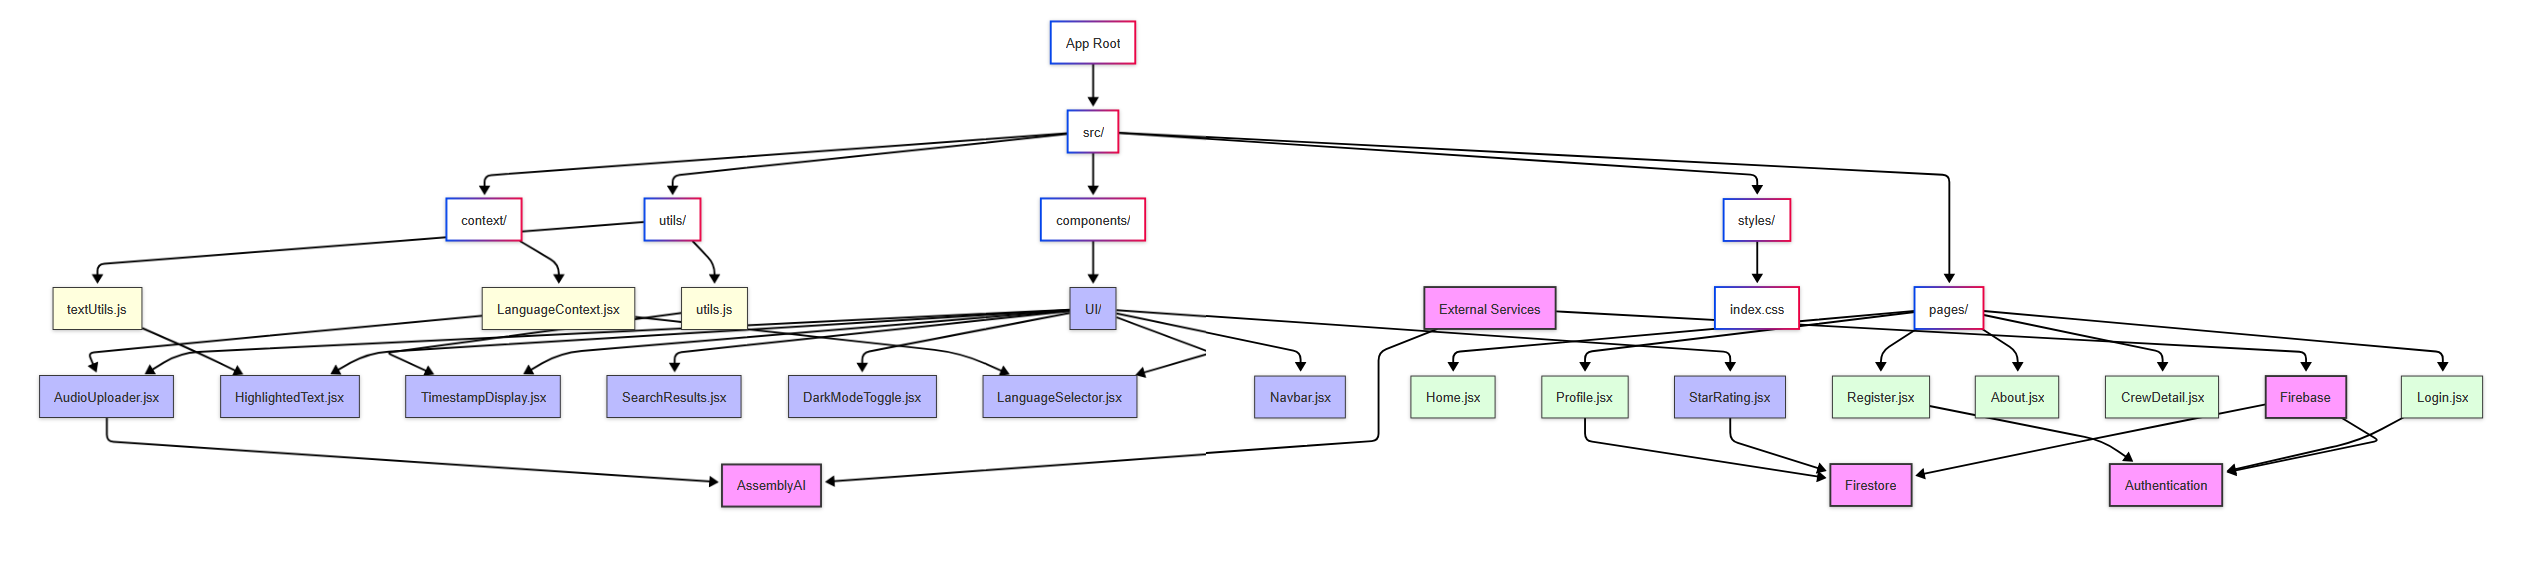 App Root
src/
context/
utils/
components/
styles/
textUtils.js
LanguageContext.jsx
utils.js
UI/
External Services
index.css
pages/
AudioUploader.jsx
HighlightedText.jsx
TimestampDisplay.jsx
SearchResults.jsx
DarkModeToggle.jsx
LanguageSelector.jsx
Navbar.jsx
Home.jsx
Profile.jsx
StarRating.jsx
Register.jsx
About.jsx
CrewDetail.jsx
Firebase
Login.jsx
AssemblyAI
Firestore
Authentication